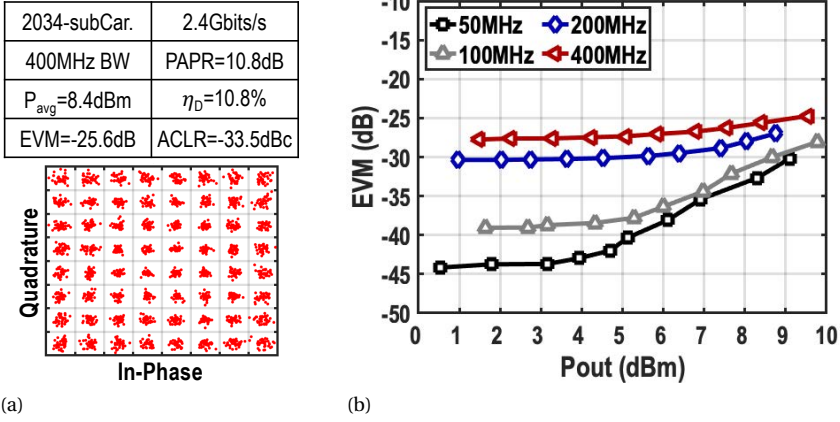 2034-subCar. 2.4Gbits/s
400MHz BW PAPR=10.8dB
Pavg=8.4dBm ηD=10.8%
EVM=-25.6dB ACLR=-33.5dBc
Quadrature
In-Phase
(a)
-10
-15
-20
-25
-30
-35
-40
-45
-50
EVM (dB)
50MHz 200MHz
100MHz 400MHz
0 1 2 3 4 5 6 7 8 9 10
Pout (dBm)
(b)